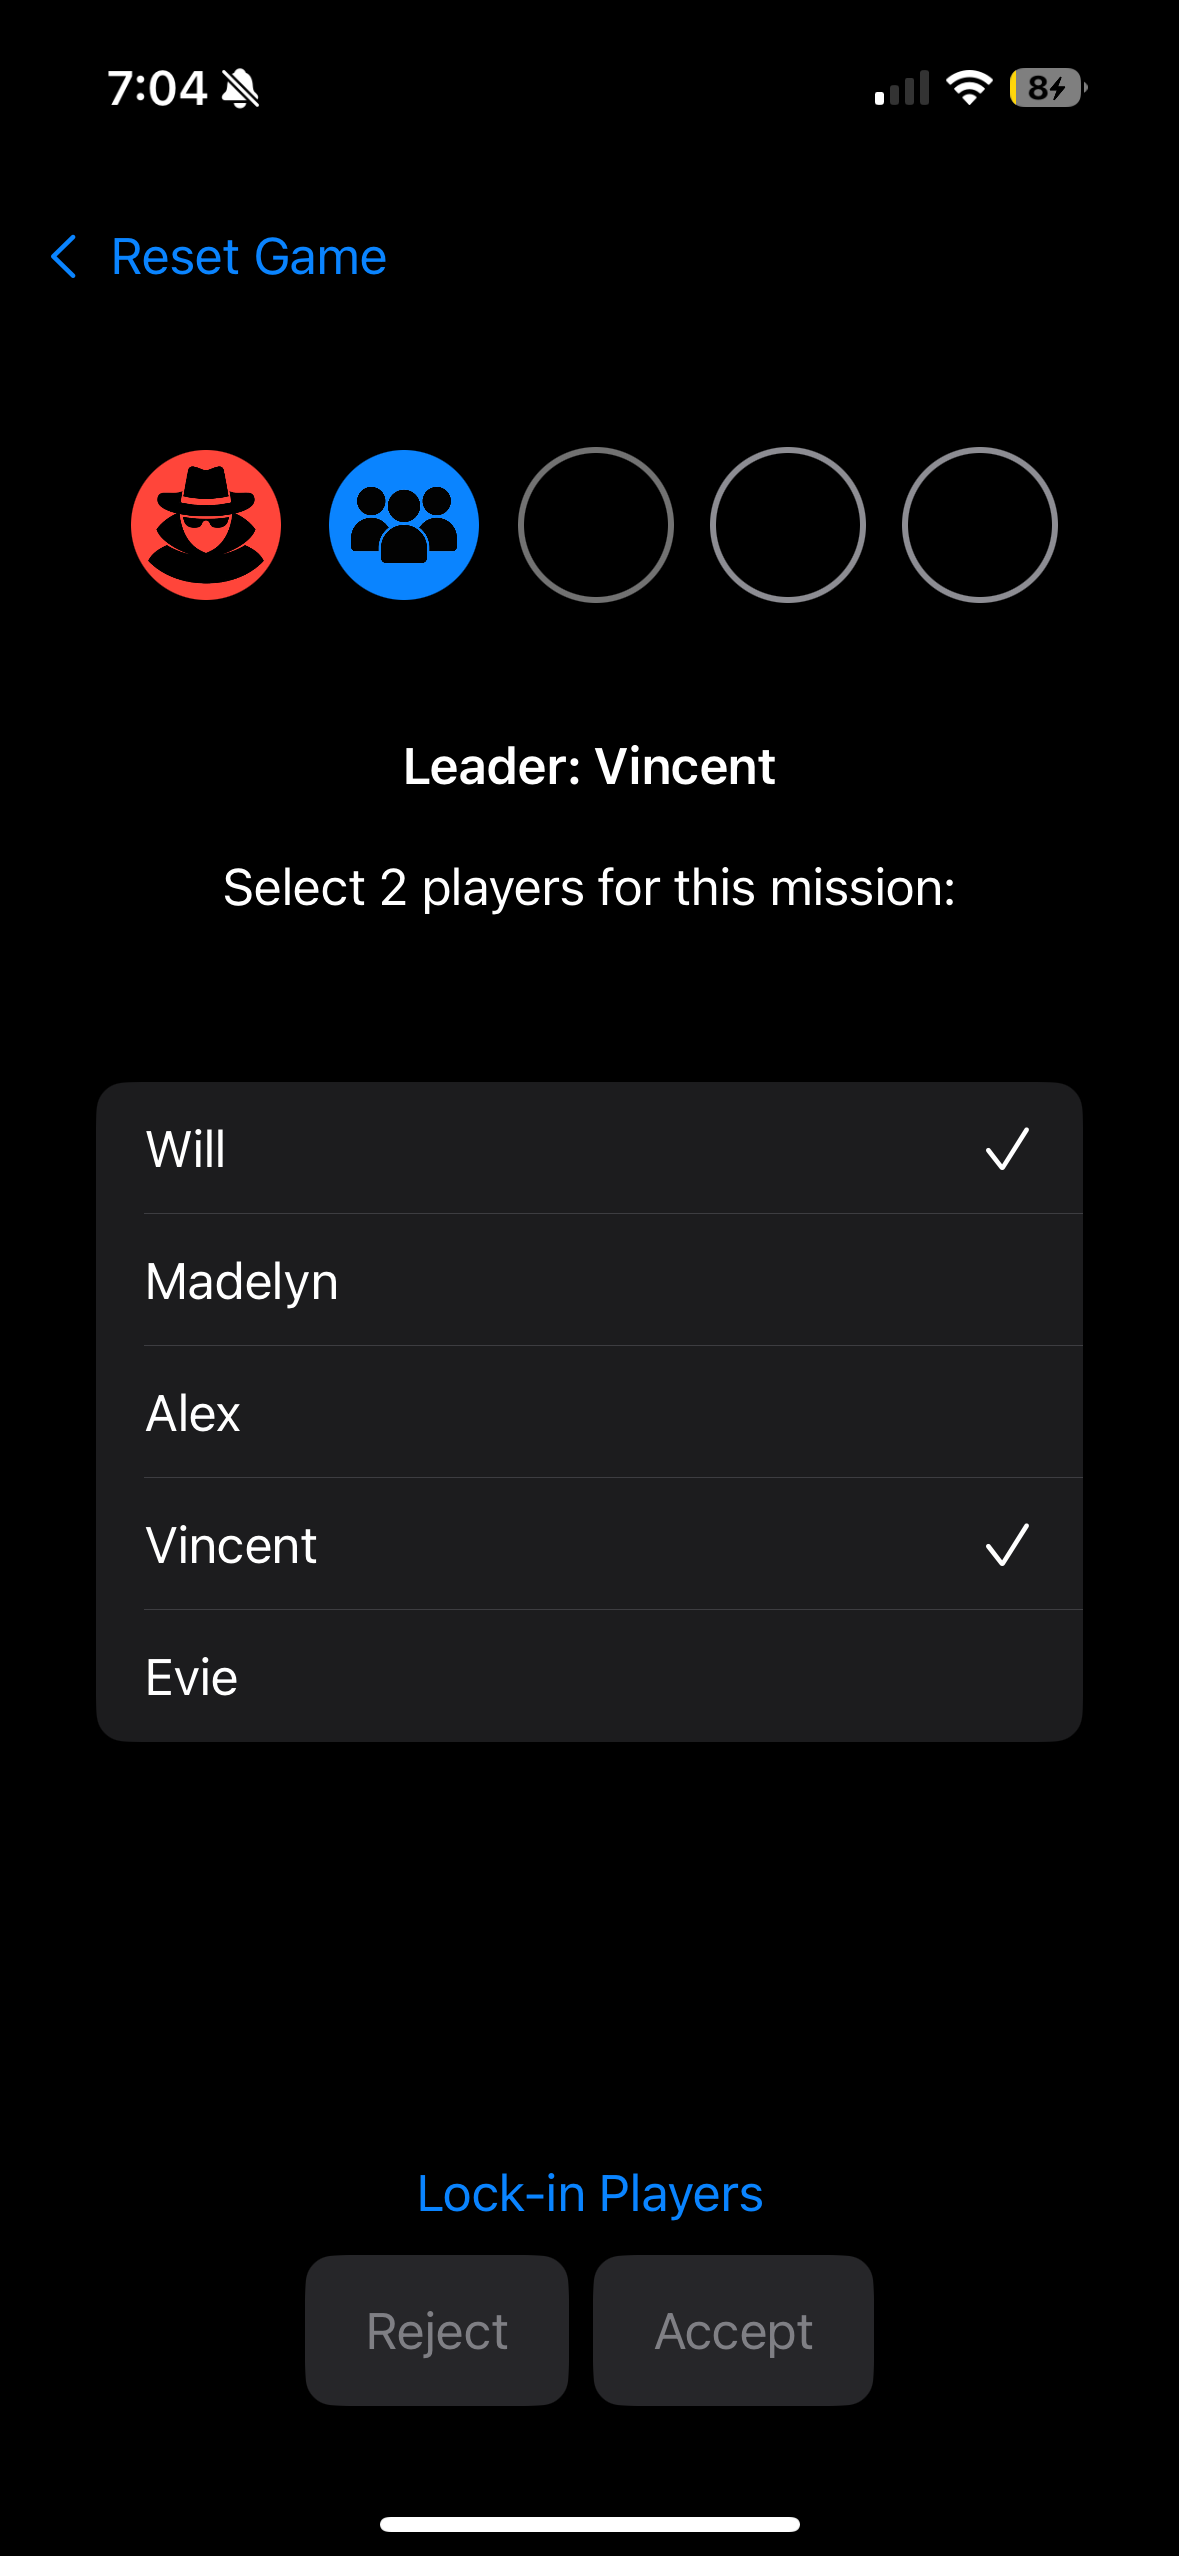 7:04
8
Reset Game
Leader: Vincent
Select 2 players for this mission:
Will
Madelyn
Alex
Vincent
Evie
Lock-in Players
Reject Accept